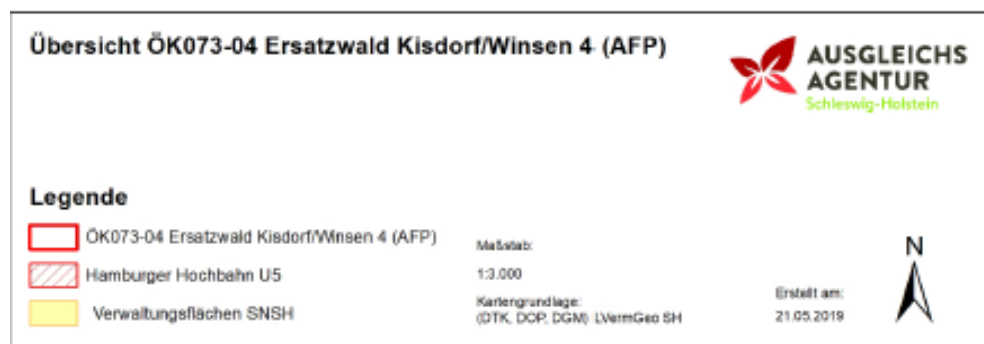 Übersicht ÖK073-04 Ersatzwald Kisdorf/Winsen 4 (AFP)
AUSGLEICHS
AGENTUR
Schleswig-Holstein
Legende
ÖK073-04 Ersatzwald Kisdorf/Winsen 4 (AFP)
Hamburger Hochbahn U5
Verwaltungsflächen SNSH
Maßstab:
1:3.000
Kartengrundlage:
(DTK, DOP, DGM) LVermGeo SH
Erstellt am:
21.05.2019
N